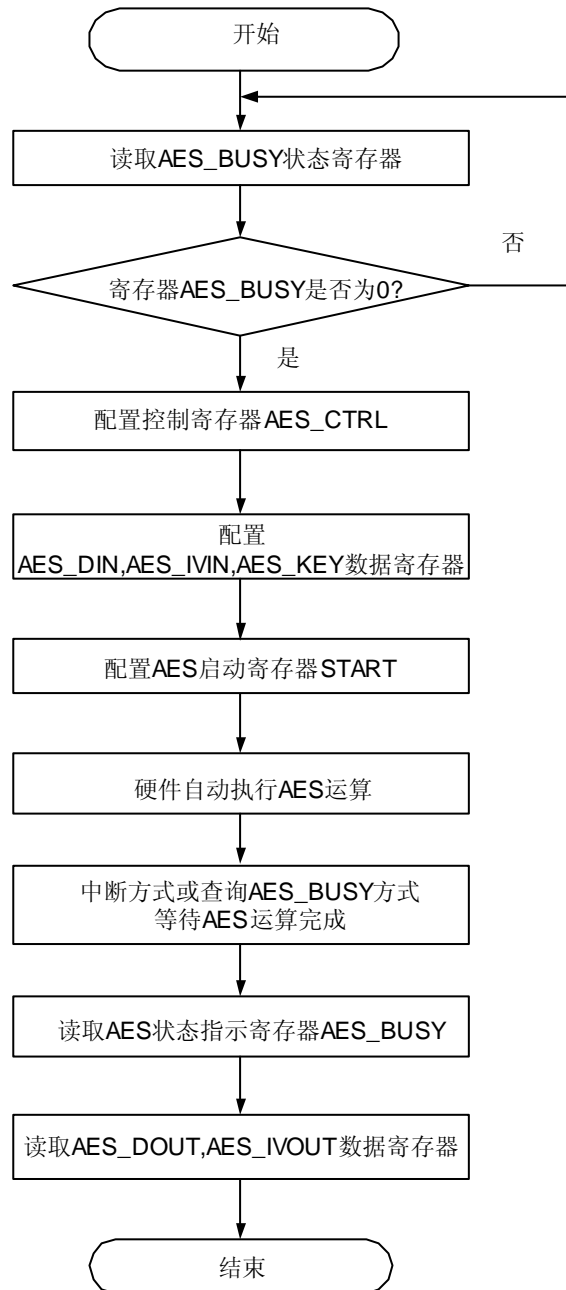 开始
读取AES_BUSY状态寄存器
否
寄存器AES_BUSY是否为0?
是
配置控制寄存器AES_CTRL
配置
AES_DIN,AES_IVIN,AES_KEY数据寄存器
配置AES启动寄存器START
硬件自动执行AES运算
中断方式或查询AES_BUSY方式
等待AES运算完成
读取AES状态指示寄存器AES_BUSY
读取AES_DOUT,AES_IVOUT数据寄存器
结束